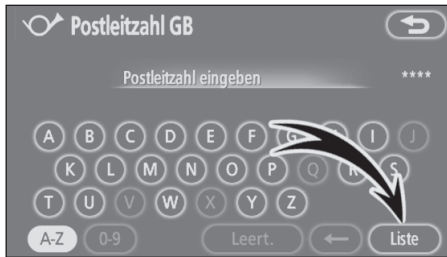 Postleitzahl GB
Postleitzahl eingeben ****
A B C D E F G I J
K L M N O P Q R S
T U V W X Y Z
A-Z 0-9 Leert. ← Liste